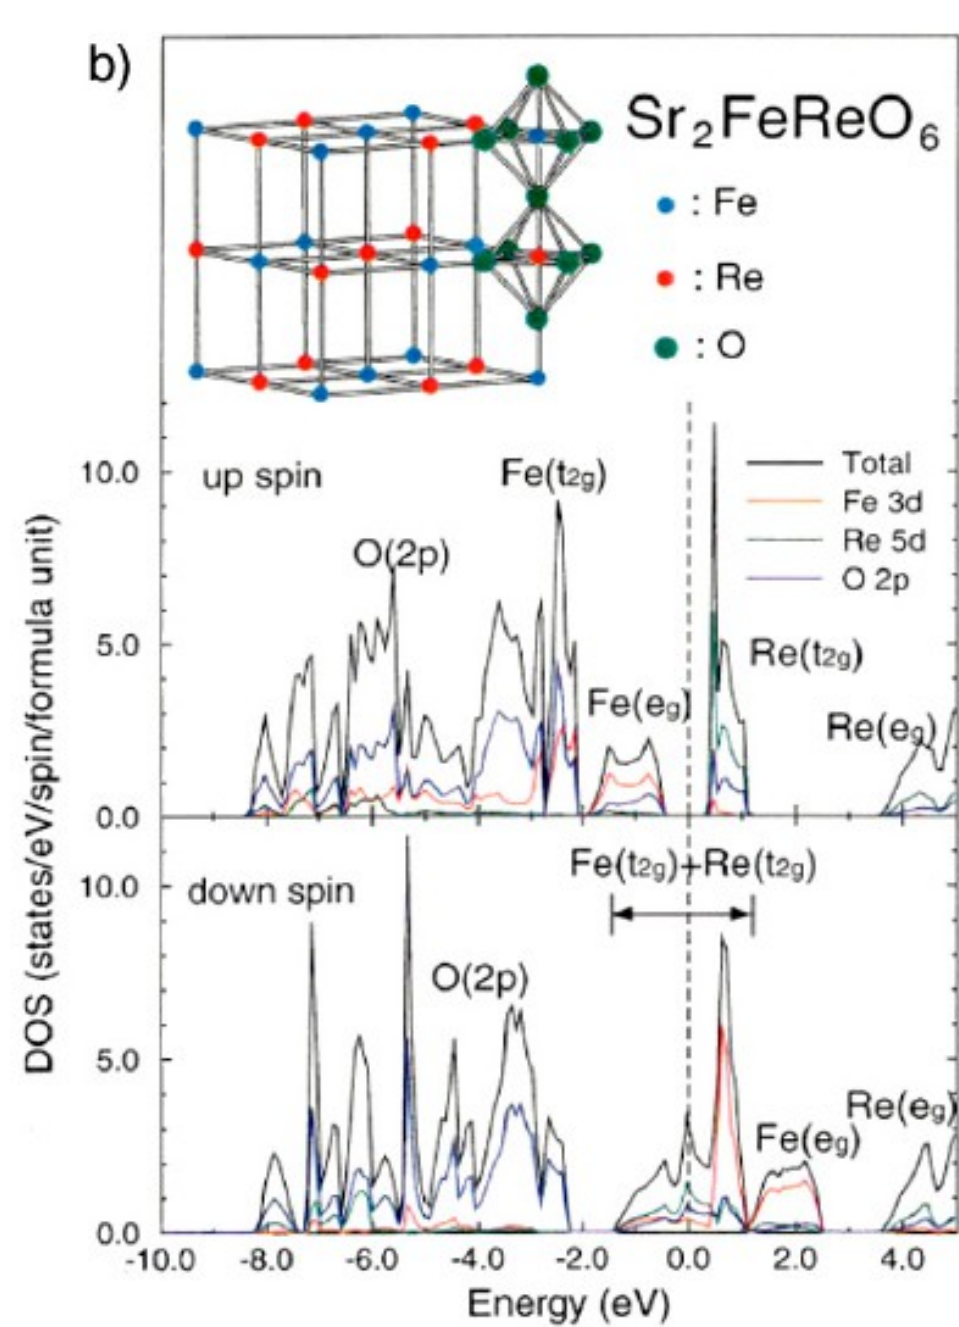 b)
Sr₂FeReO₆
: Fe
: Re
: O
10.0
5.0
0.0
up spin
O(2p)
Fe(t2g)
Fe(eg)
Total
Fe 3d
Re 5d
O 2p
Re(t2g)
Re(eg)
DOS (states/eV/spin/formula unit)
10.0
5.0
0.0
down spin
O(2p)
Fe(t2g)+Re(t2g)
Fe(eg)
Re(eg)
-10.0 -8.0 -6.0 -4.0 -2.0 0.0 2.0 4.0
Energy (eV)